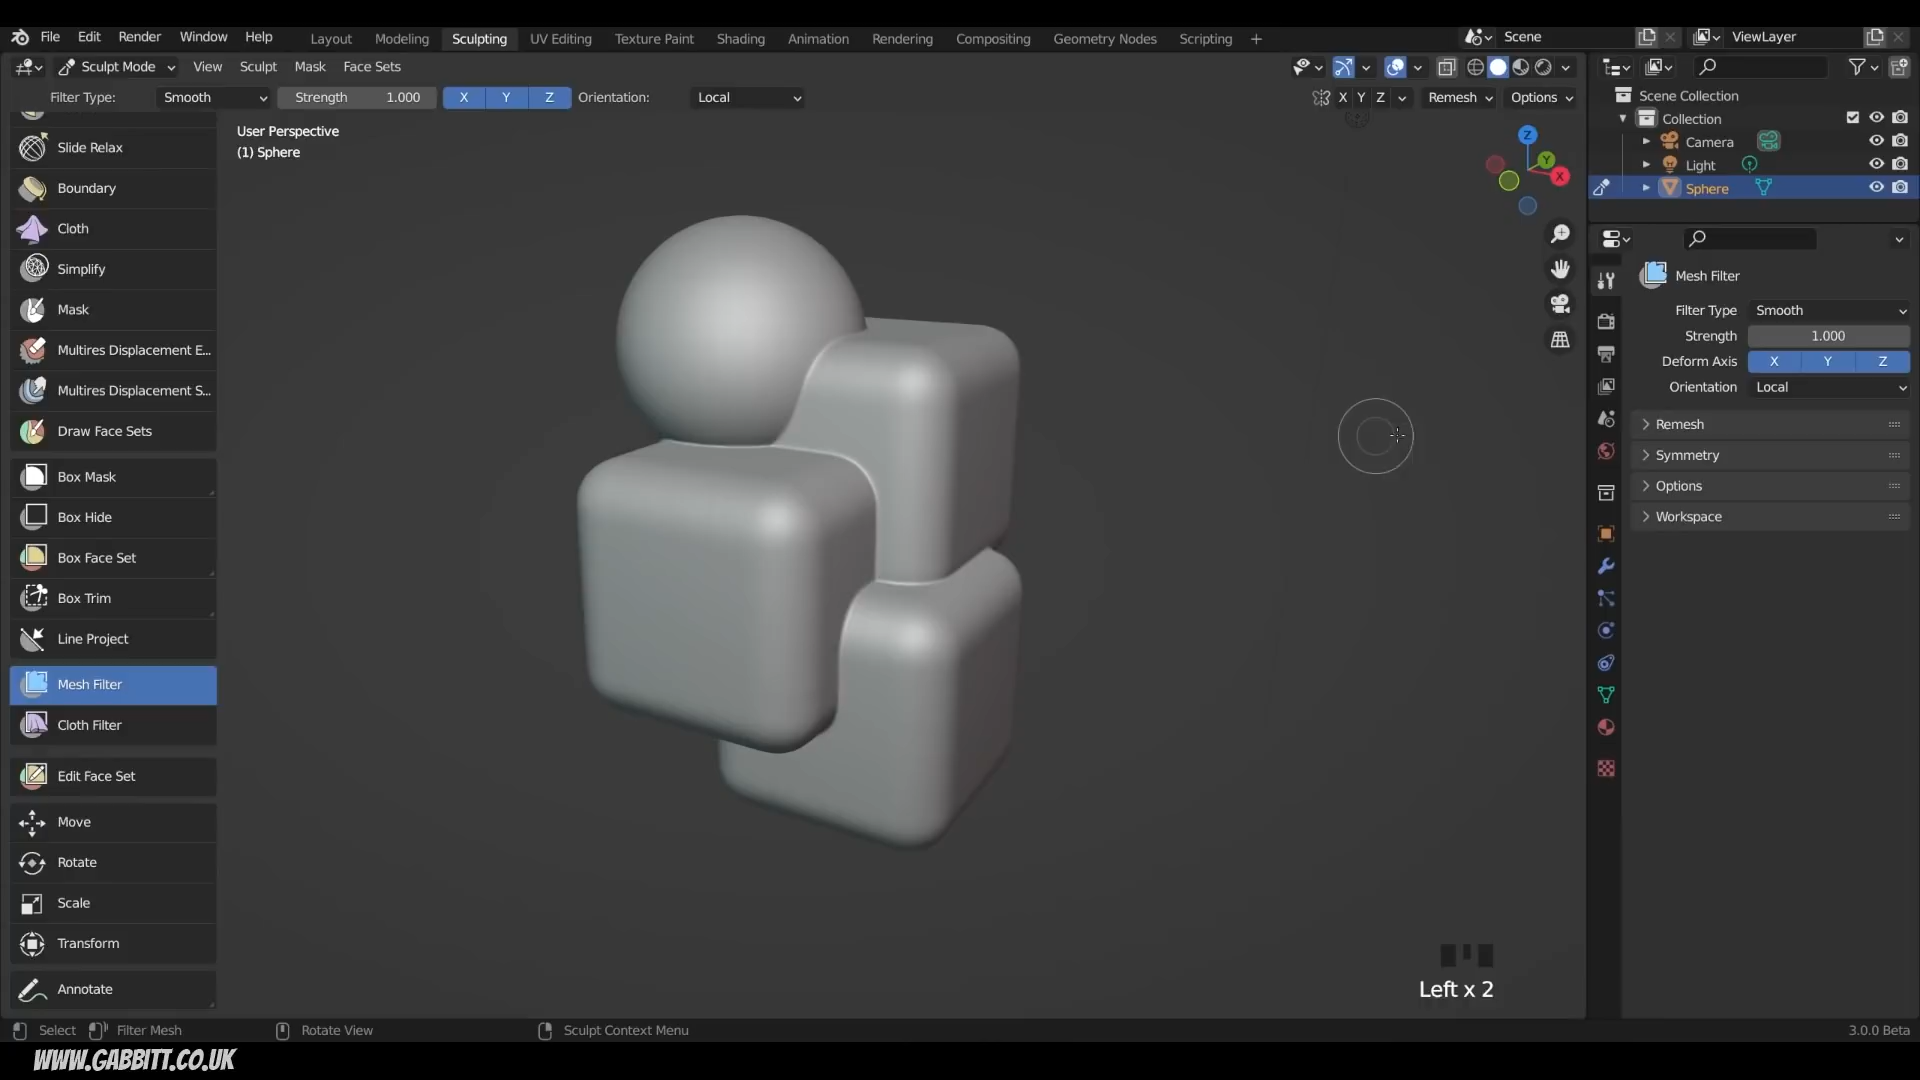 File Edit Render Window Help Layout Modeling Sculpting UV Editing Texture Paint Shading Animation Rendering Compositing Geometry Nodes Scripting + Scene ViewLayer
Sculpt Mode View Sculpt Mask Face Sets
Filter Type: Smooth Strength 1.000 X Y Z Orientation: Local X Y Z Remesh Options
Scene Collection
Collection
Camera
Light
Sphere
User Perspective
(1) Sphere
Z
Y
X
Slide Relax
Boundary
Cloth
Simplify
Mask
Multires Displacement E...
Multires Displacement S...
Draw Face Sets
Box Mask
Box Hide
Box Face Set
Box Trim
Line Project
Mesh Filter
Cloth Filter
Edit Face Set
Move
Rotate
Scale
Transform
Annotate
Mesh Filter
Filter Type Smooth
Strength 1.000
Deform Axis X Y Z
Orientation Local
Remesh
Symmetry
Options
Workspace
Left x 2
Select Filter Mesh Rotate View Sculpt Context Menu 3.0.0 Beta
WWW.GABBITT.CO.UK